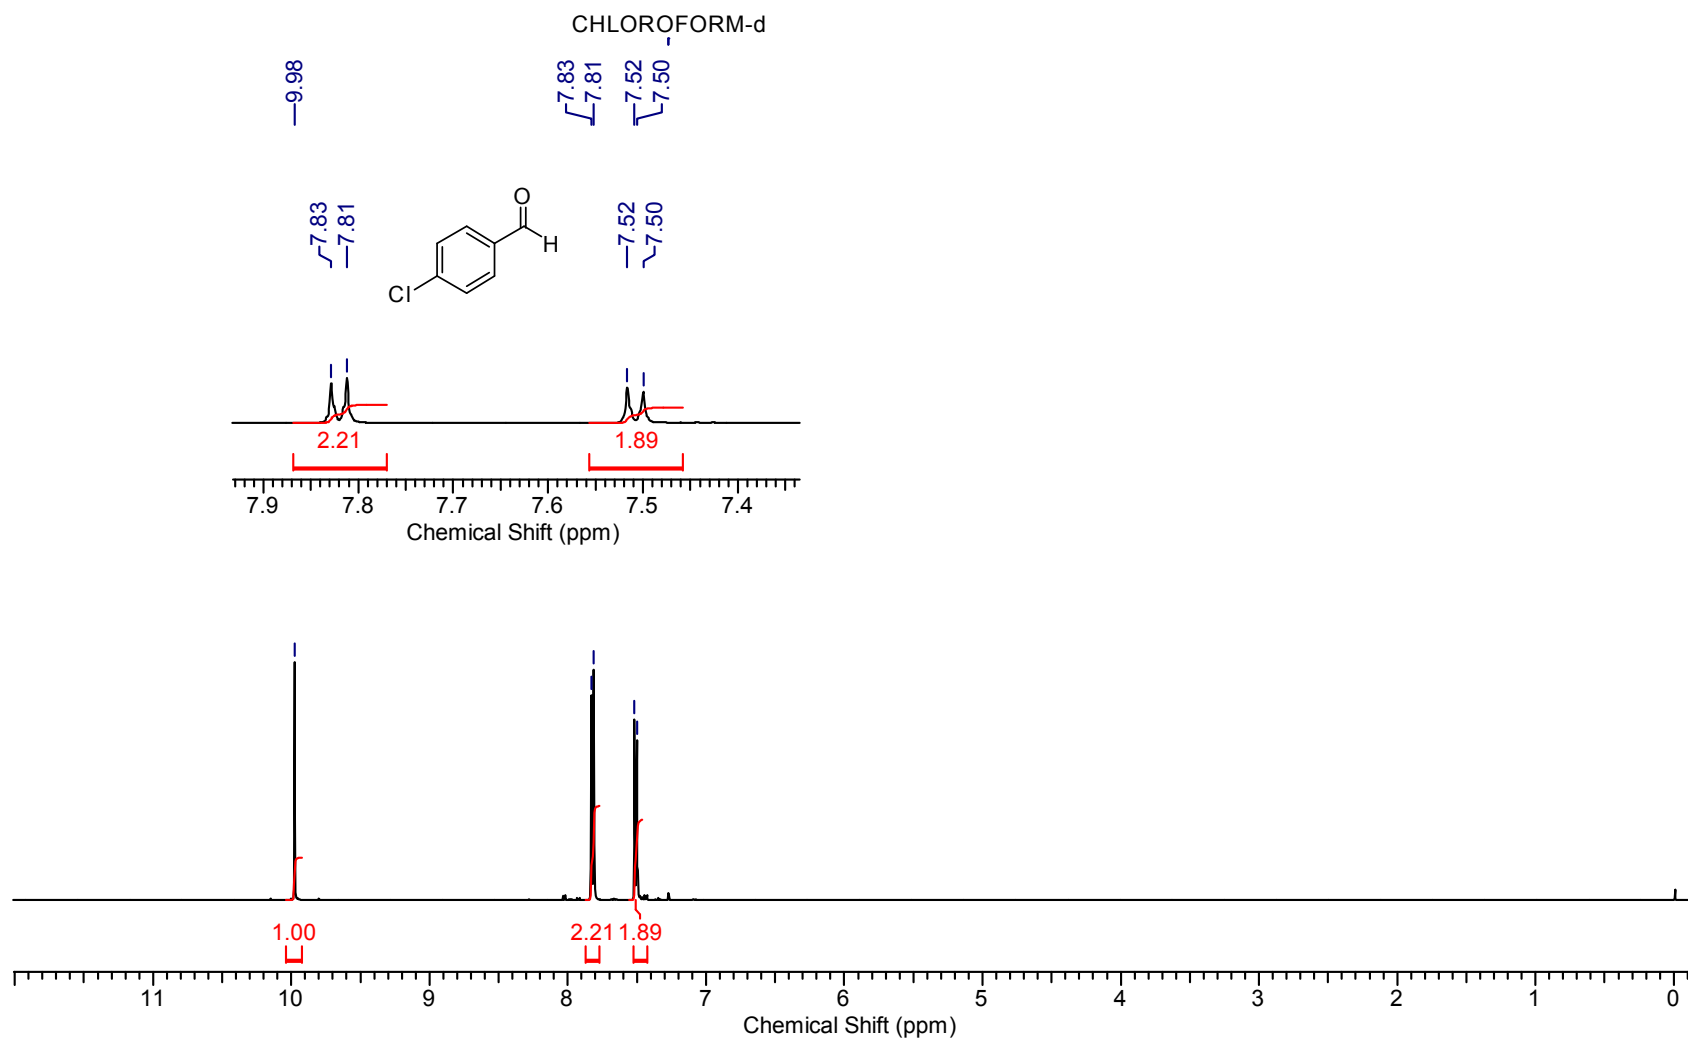 CHLOROFORM-d
9.98
7.83
7.81
7.52
7.50
7.83
7.81
7.52
7.50
O
H
Cl
2.21
1.89
7.9 7.8 7.7 7.6 7.5 7.4
Chemical Shift (ppm)
1.00 2.21 1.89
11 10 9 8 7 6 5 4 3 2 1 0
Chemical Shift (ppm)